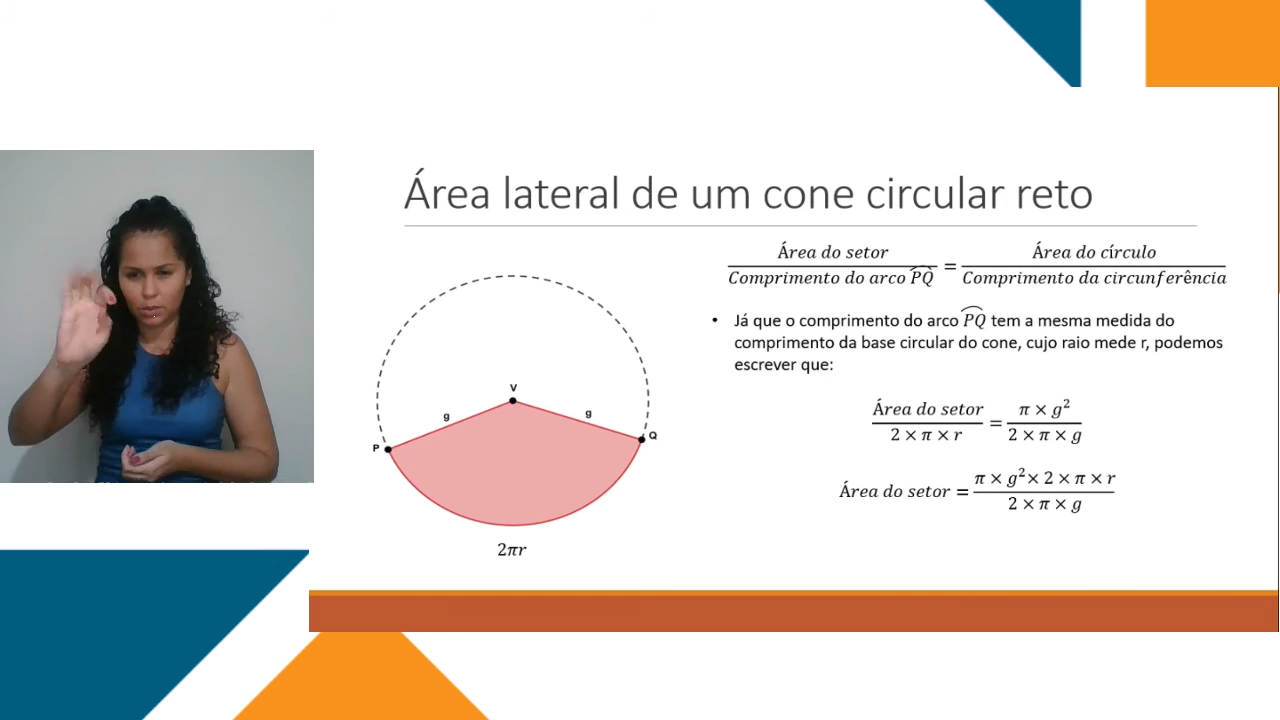 Área lateral de um cone circular reto
Área do setor / Comprimento do arco PQ = Área do círculo / Comprimento da circunferência
• Já que o comprimento do arco PQ tem a mesma medida do
comprimento da base circular do cone, cujo raio mede r, podemos
escrever que:
Área do setor / 2 × π × r = π × g² / 2 × π × g
Área do setor = π × g² × 2 × π × r / 2 × π × g
V
g
g
P
Q
2πr